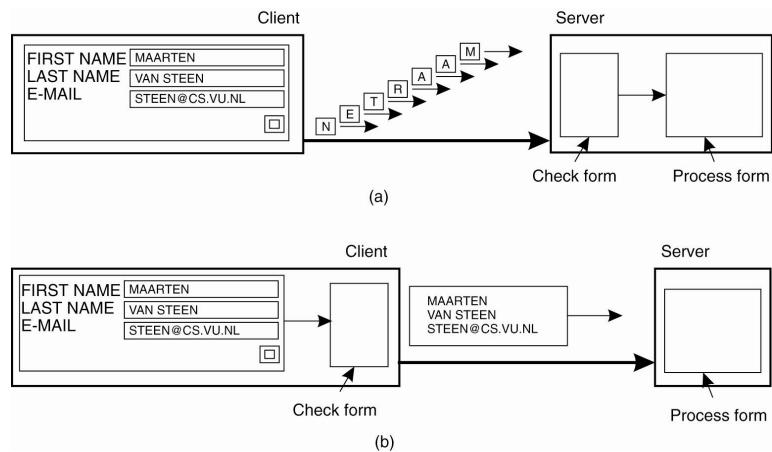 Client
Server
FIRST NAME MAARTEN
LAST NAME VAN STEEN
E-MAIL STEEN@CS.VU.NL
N E T R A A M
Check form
Process form
(a)
Client
Server
FIRST NAME MAARTEN
LAST NAME VAN STEEN
E-MAIL STEEN@CS.VU.NL
MAARTEN
VAN STEEN
STEEN@CS.VU.NL
Check form
Process form
(b)